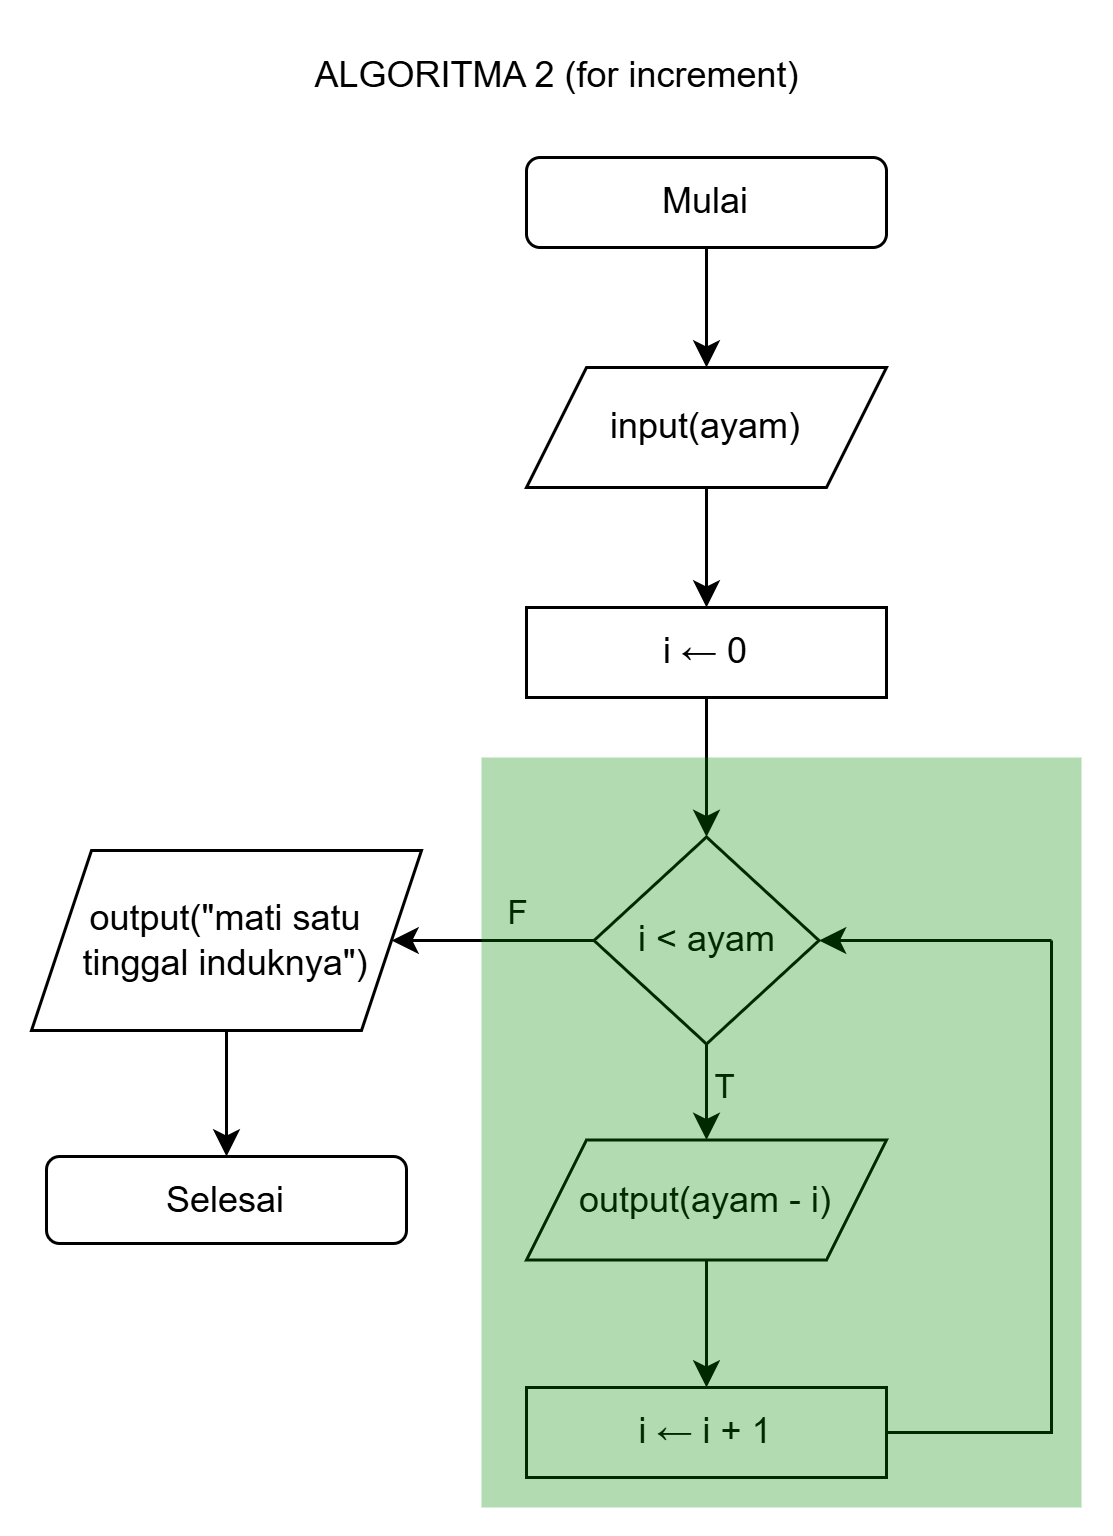 ALGORITMA 2 (for increment)
Mulai
input(ayam)
i ← 0
i < ayam
F
output("mati satu
tinggal induknya")
Selesai
T
output(ayam - i)
i ← i + 1